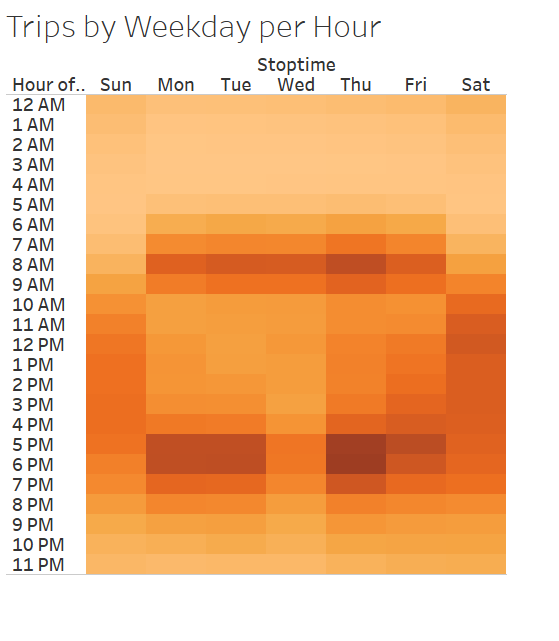 Trips by Weekday per Hour
Stoptime
Hour of.. Sun Mon Tue Wed Thu Fri Sat
12 AM
1 AM
2 AM
3 AM
4 AM
5 AM
6 AM
7 AM
8 AM
9 AM
10 AM
11 AM
12 PM
1 PM
2 PM
3 PM
4 PM
5 PM
6 PM
7 PM
8 PM
9 PM
10 PM
11 PM